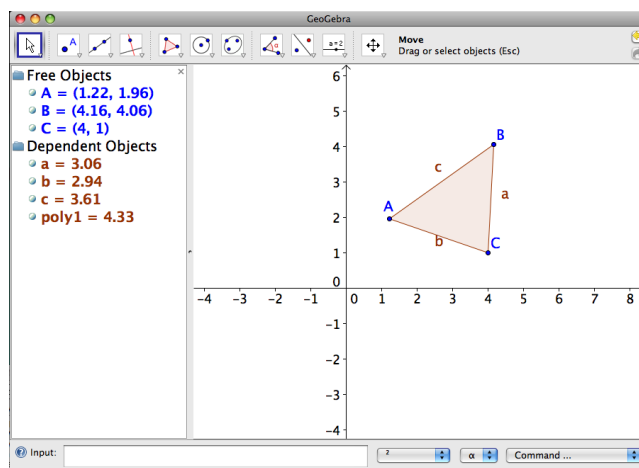 GeoGebra
A
α
a=2
Move
Drag or select objects (Esc)
Free Objects
A = (1.22, 1.96)
B = (4.16, 4.06)
C = (4, 1)
Dependent Objects
a = 3.06
b = 2.94
c = 3.61
poly1 = 4.33
6
5
4
3
2
1
0
-1
-2
-3
-4
-4 -3 -2 -1 0 1 2 3 4 5 6 7 8
A
B
C
a
b
c
Input:
2
α
Command ...